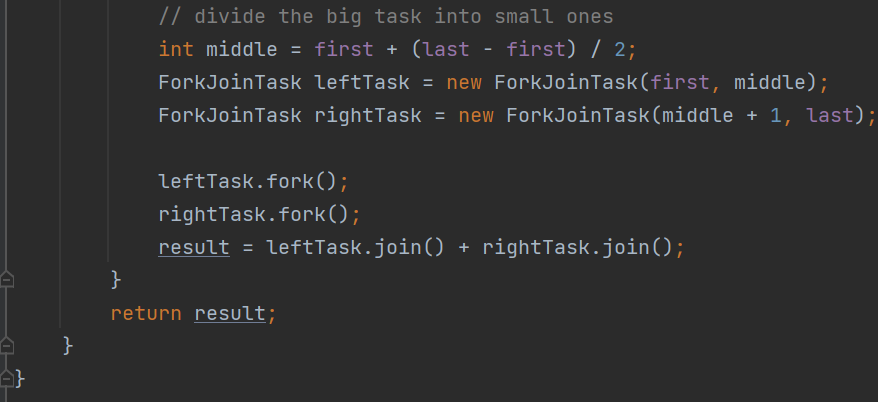 // divide the big task into small ones
int middle = first + (last - first) / 2;
ForkJoinTask leftTask = new ForkJoinTask(first, middle);
ForkJoinTask rightTask = new ForkJoinTask(middle + 1, last);
leftTask.fork();
rightTask.fork();
result = leftTask.join() + rightTask.join();
}
return result;
}
}